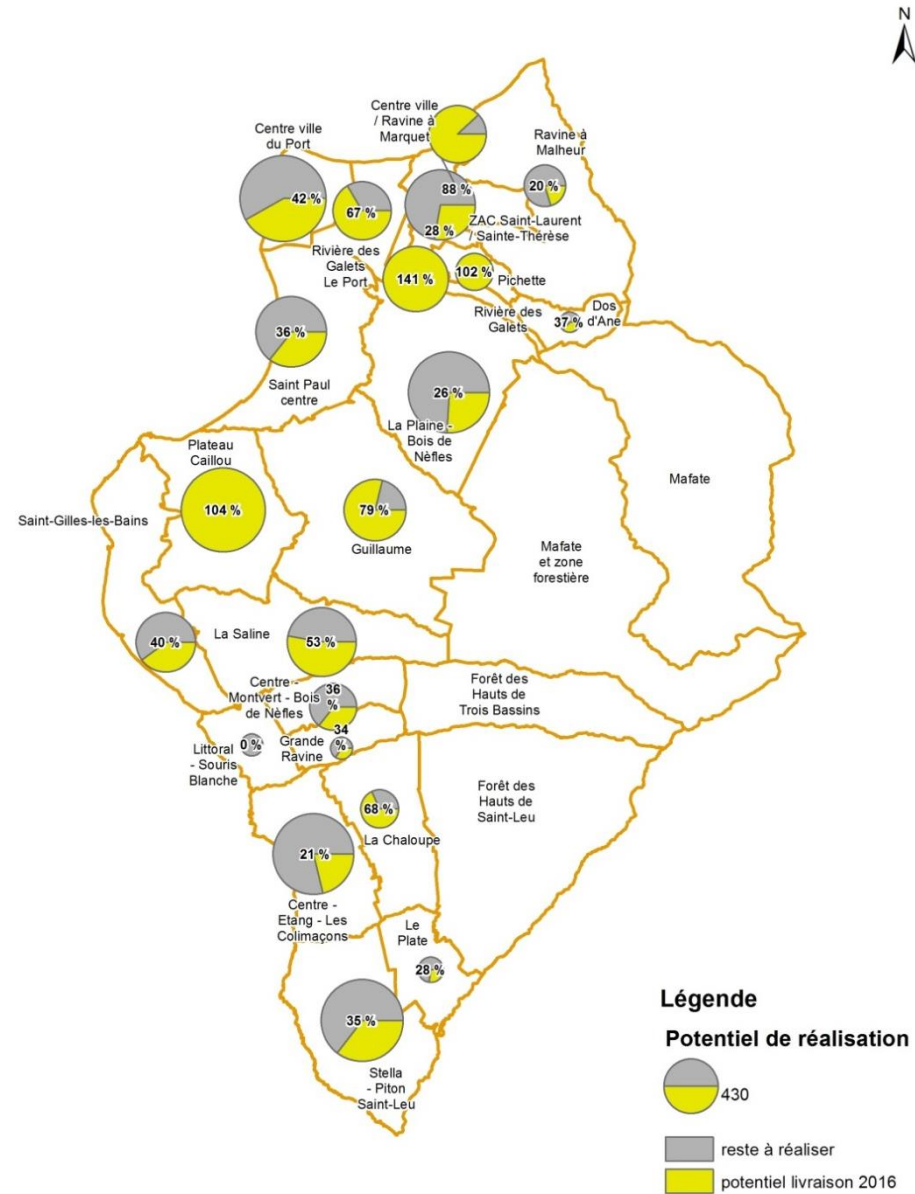 N
Centre ville
/ Ravine à
Marquet
Centre ville
du Port
Ravine à
Malheur
42 %
67 %
88 %
20 %
ZAC Saint-Laurent
/ Sainte-Thérèse
28 %
Rivière des
Galets
Le Port
141 %
102 %
Pichette
Rivière des
Galets
Dos
d'Ane
37 %
36 %
Saint Paul
centre
26 %
La Plaine -
Bois de
Nèfles
Plateau
Caillou
Mafate
104 %
79 %
Saint-Gilles-les-Bains
Guillaume
Mafate
et zone
forestière
40 %
La Saline
53 %
Centre -
Montvert - Bois
de Nèfles
36
%
Forêt des
Hauts de
Trois Bassins
Littoral
- Souris
Blanche
0 %
Grande
Ravine
34
%
Forêt des
Hauts de
Saint-Leu
68 %
La Chaloupe
21 %
Centre -
Etang - Les
Colimaçons
Le
Plate
28 %
35 %
Stella
- Piton
Saint-Leu
Légende
Potentiel de réalisation
430
reste à réaliser
potentiel livraison 2016